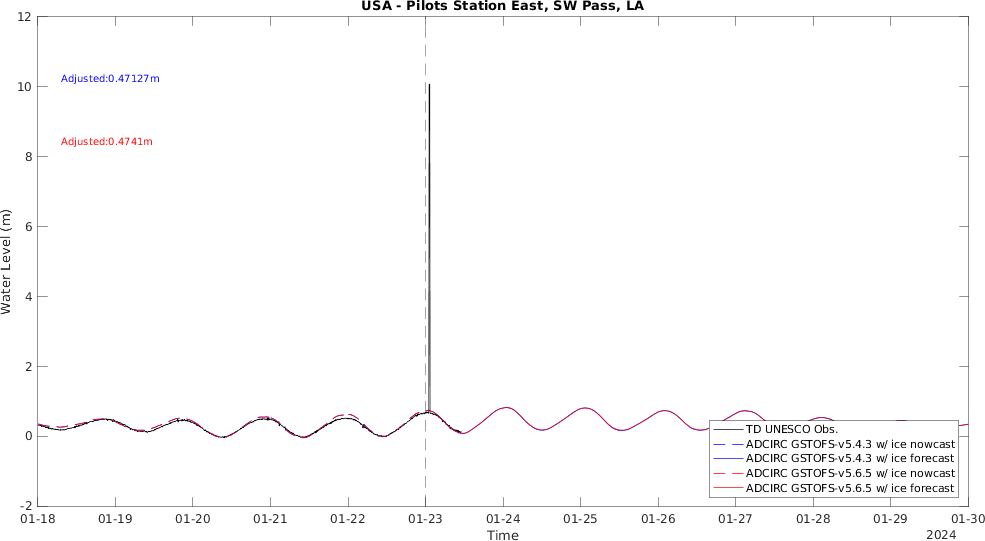 USA - Pilots Station East, SW Pass, LA
12
10
8
6
4
2
0
-2
Water Level (m)
Adjusted:0.47127m
Adjusted:0.4741m
TD UNESCO Obs.
ADCIRC GSTOFS-v5.4.3 w/ ice nowcast
ADCIRC GSTOFS-v5.4.3 w/ ice forecast
ADCIRC GSTOFS-v5.6.5 w/ ice nowcast
ADCIRC GSTOFS-v5.6.5 w/ ice forecast
01-18 01-19 01-20 01-21 01-22 01-23 01-24 01-25 01-26 01-27 01-28 01-29 01-30
Time
2024